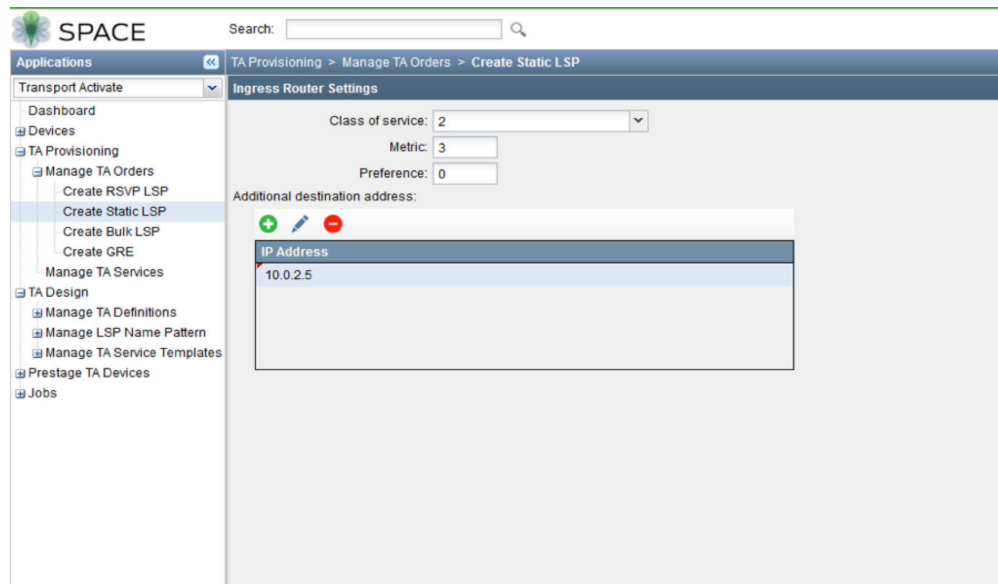 SPACE
Search:
Applications
TA Provisioning > Manage TA Orders > Create Static LSP
Transport Activate
Ingress Router Settings
Dashboard
Devices
TA Provisioning
Manage TA Orders
Create RSVP LSP
Create Static LSP
Create Bulk LSP
Create GRE
Manage TA Services
TA Design
Manage TA Definitions
Manage LSP Name Pattern
Manage TA Service Templates
Prestage TA Devices
Jobs
Class of service: 2
Metric: 3
Preference: 0
Additional destination address:
IP Address
10.0.2.5